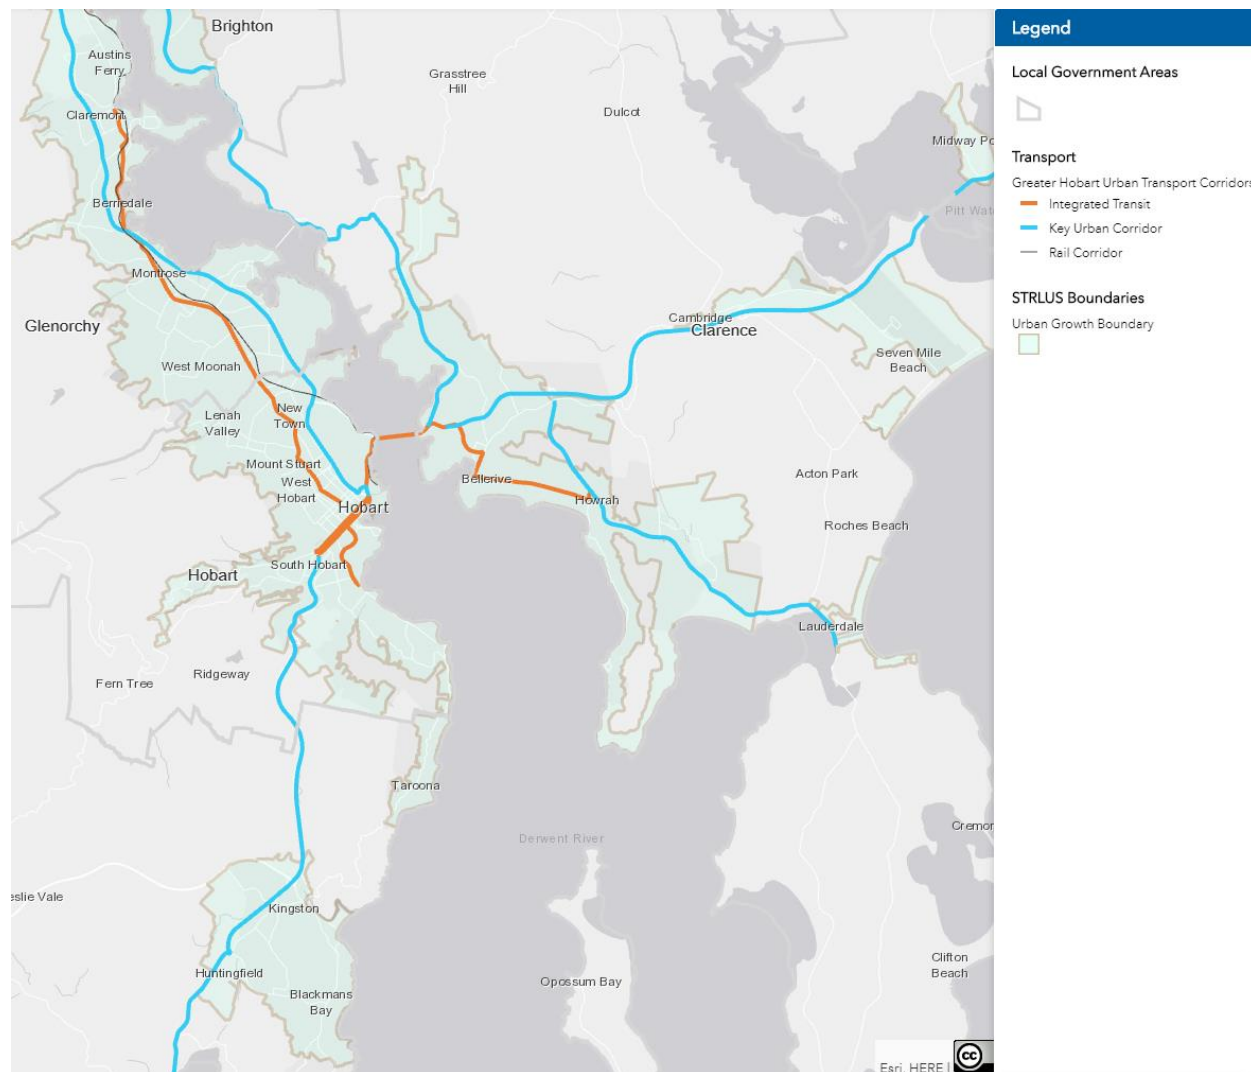 Brighton
Austins
Ferry
Grasstree
Hill
Dulcot
Claremont
Midway Po
Berriedale
Pitt Wate
Montrose
Glenorchy
Cambridge
Clarence
West Moonah
Seven Mile
Beach
New
Town
Lenah
Valley
Mount Stuart
West
Hobart
Bellerive
Acton Park
Howrah
Hobart
Roches Beach
South Hobart
Hobart
Lauderdale
Ridgeway
Fern Tree
Taroona
Derwent River
Cremor
eslie Vale
Kingston
Clifton
Beach
Huntingfield
Opossum Bay
Blackmans
Bay
Esri, HERE |
cc
Legend
Local Government Areas
Transport
Greater Hobart Urban Transport Corridors
Integrated Transit
Key Urban Corridor
Rail Corridor
STRLUS Boundaries
Urban Growth Boundary